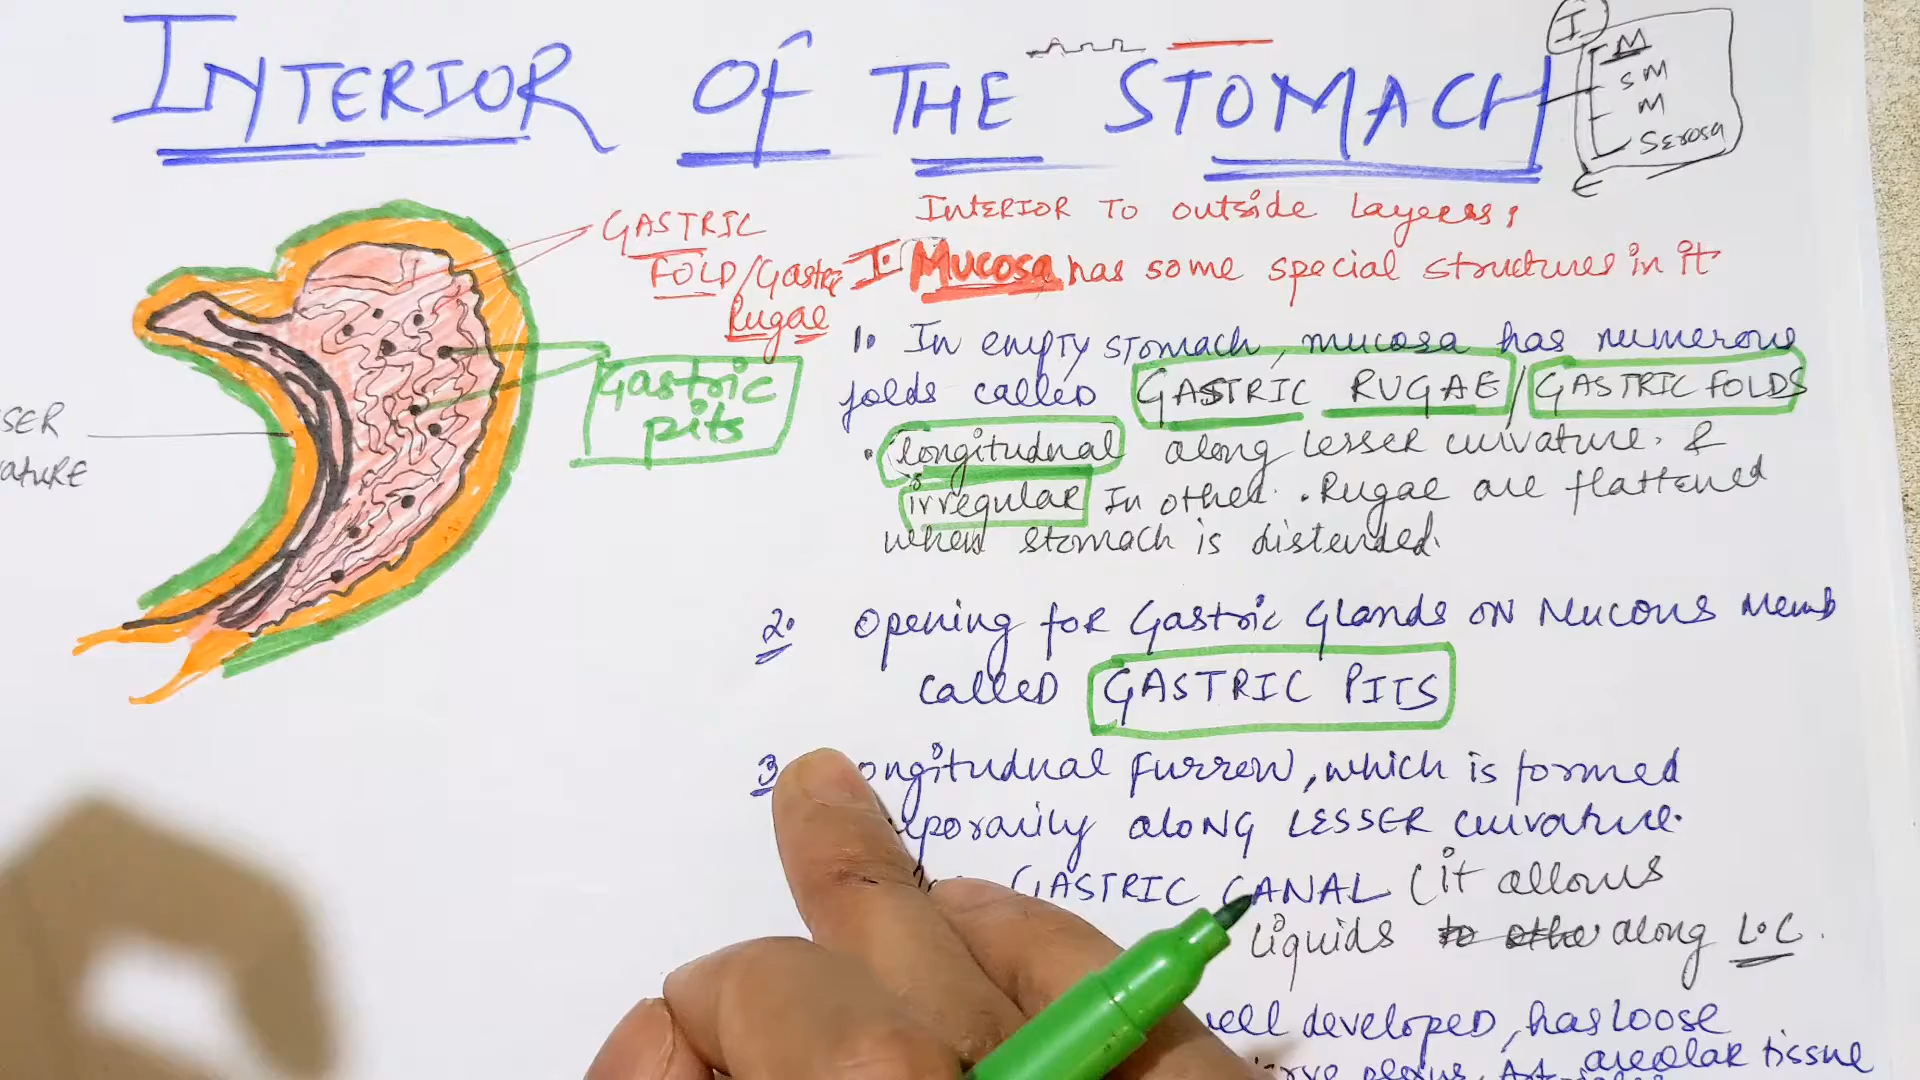 INTERIOR OF THE STOMACH
I
M
SM
M
SEROSA
E
GASTRIC
FOLD/Gastric
Rugae
Gastric
pits
SER
ATURE
INTERIOR TO outside Layeers;
I. Mucosa has some special structures in it
1. In empty stomach, mucosa has numerous
folds called GASTRIC RUGAE / GASTRIC FOLDS
. longitudnal along lesser curvature. &
irregular In other. . Rugae are flattened
when stomach is distended.
2. Opening for Gastric Glands ON Mucous Memb
called GASTRIC PITS
3 ongitudnal furrow, which is formed
porarily along LESSER curvature.
GASTRIC CANAL (it allows
liquids along L.C.
well developed, has loose
areolar tissue